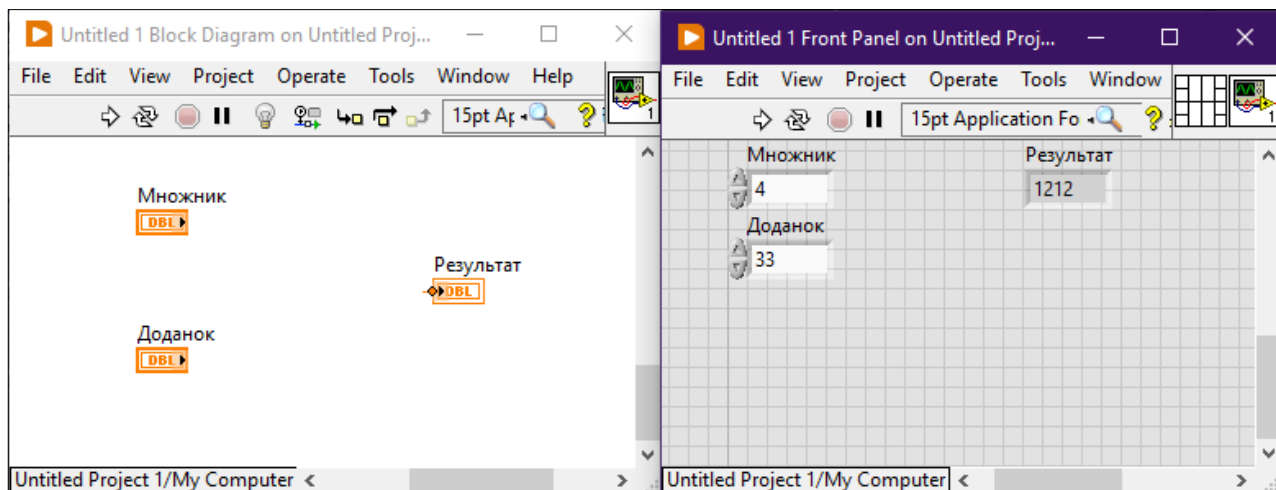 Untitled 1 Block Diagram on Untitled Proj...
File Edit View Project Operate Tools Window Help
15pt Ap
1
Множник
DBL
Результат
DBL
Доданок
DBL
Untitled Project 1/My Computer
Untitled 1 Front Panel on Untitled Proj...
File Edit View Project Operate Tools Window
15pt Application Fo
1
Множник
4
Результат
1212
Доданок
33
Untitled Project 1/My Computer